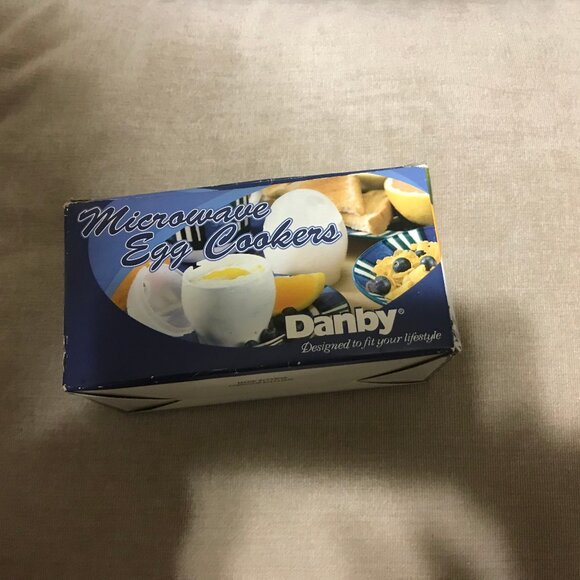 Microwave
Egg Cookers
Danby®
Designed to fit your lifestyle